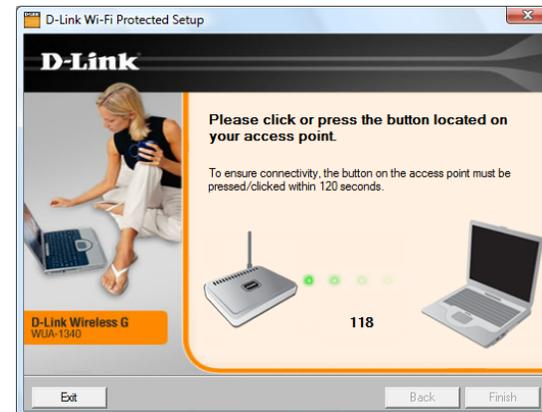 D-Link Wi-Fi Protected Setup
D-Link
Please click or press the button located on
your access point.
To ensure connectivity, the button on the access point must be
pressed/clicked within 120 seconds.
118
D-Link Wireless G
WUA-1340
Exit
Back
Finish